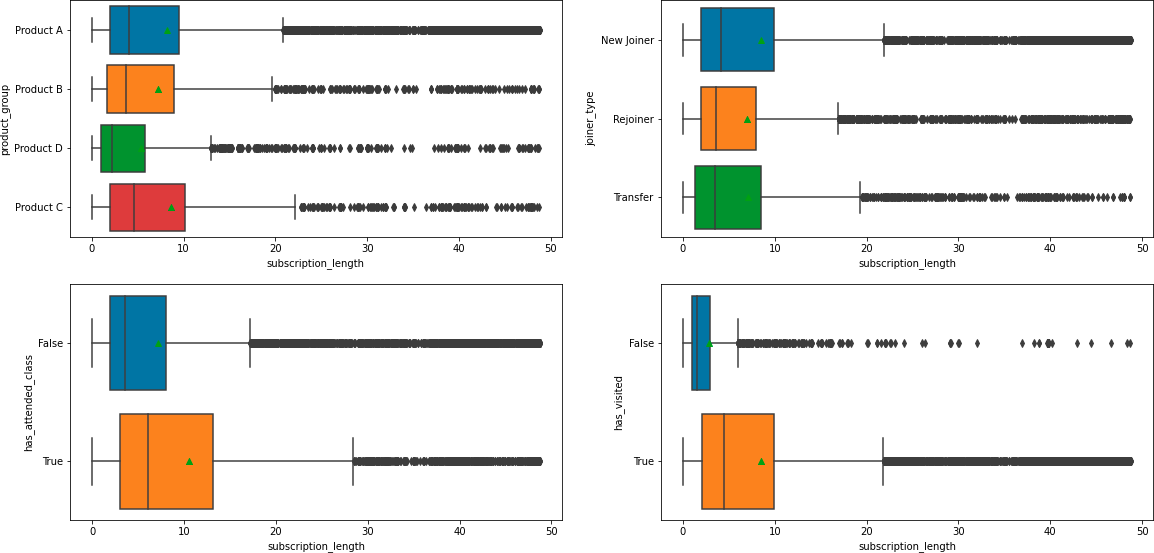 product_group
Product A
Product B
Product D
Product C
0 10 20 30 40 50
subscription_length
joiner_type
New Joiner
Rejoiner
Transfer
0 10 20 30 40 50
subscription_length
has_attended_class
False
True
0 10 20 30 40 50
subscription_length
has_visited
False
True
0 10 20 30 40 50
subscription_length